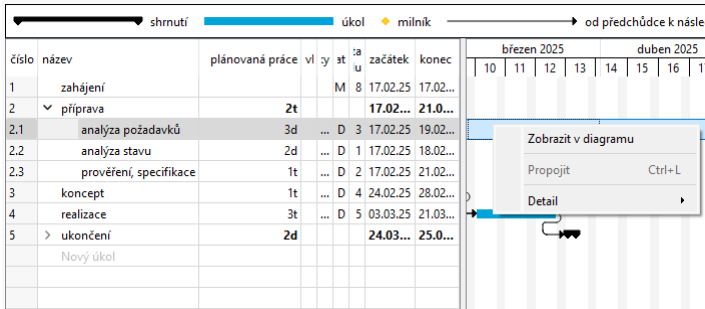 shrnutí úkol milník od předchůdce k násle
březen 2025 duben 2025
číslo název plánovaná práce vl :y at začátek konec
10 11 12 13 14 15 16
1 zahájení M 8 17.02.25 17.02...
2 příprava 2t 17.02... 21.0...
2.1 analýza požadavků 3d ... D 3 17.02.25 19.02...
2.2 analýza stavu 2d ... D 1 17.02.25 18.02...
2.3 prověření, specifikace 1t ... D 2 17.02.25 21.02...
3 koncept 1t ... D 4 24.02.25 28.02...
4 realizace 3t ... D 5 03.03.25 21.03...
5 ukončení 2d 24.03... 25.0...
Nový úkol
Zobrazit v diagramu
Propojit Ctrl+L
Detail